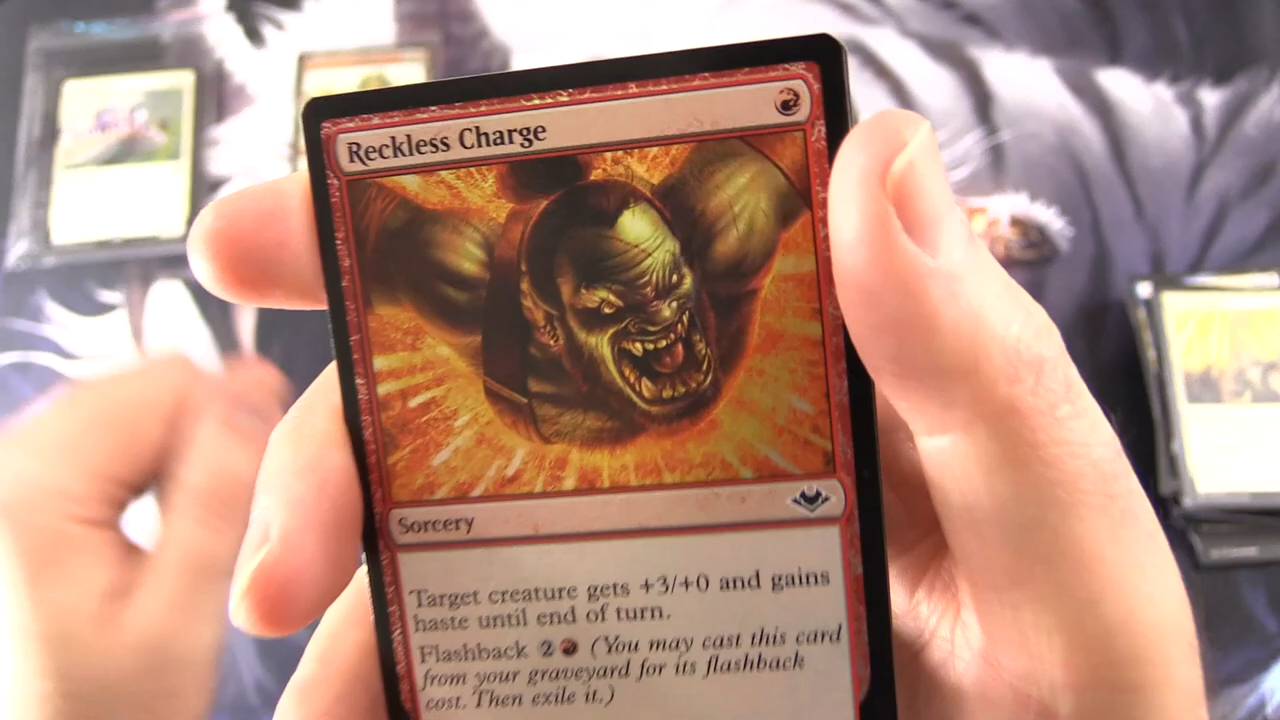 Reckless Charge
Sorcery
Target creature gets +3/+0 and gains
haste until end of turn.
Flashback 2 (You may cast this card
from your graveyard for its flashback
cost. Then exile it.)